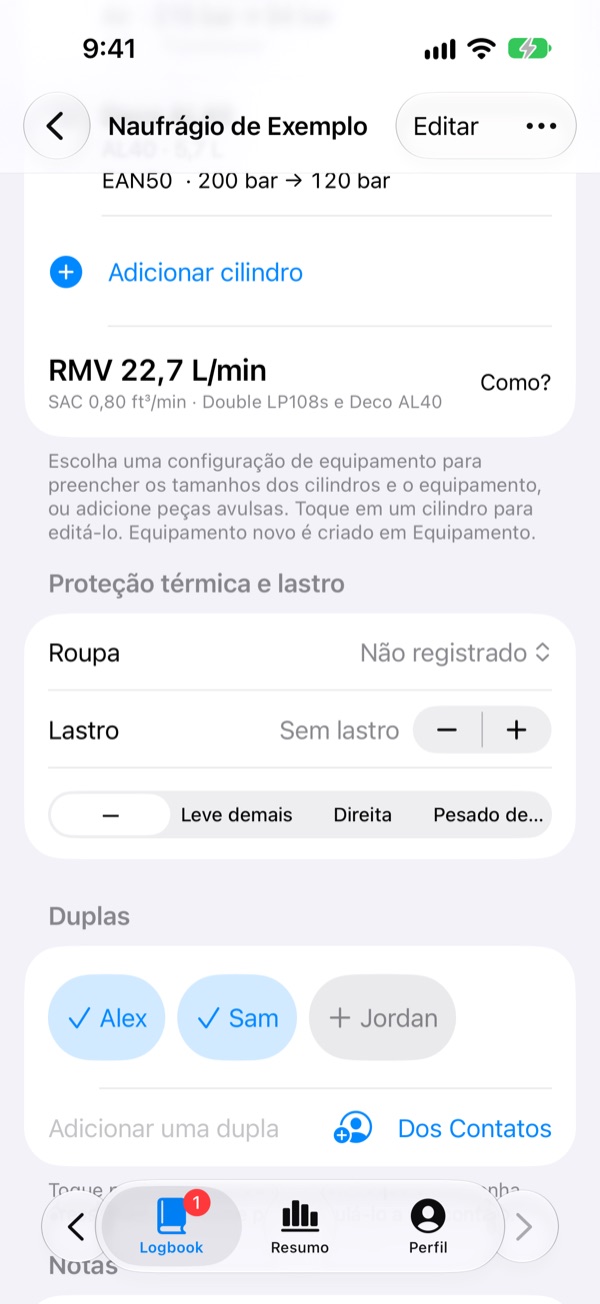 9:41
Naufrágio de Exemplo
Editar
AL40 · 5,7 L
EAN50 · 200 bar → 120 bar
Adicionar cilindro
RMV 22,7 L/min
SAC 0,80 ft³/min · Double LP108s e Deco AL40
Como?
Escolha uma configuração de equipamento para
preencher os tamanhos dos cilindros e o equipamento,
ou adicione peças avulsas. Toque em um cilindro para
editá-lo. Equipamento novo é criado em Equipamento.
Proteção térmica e lastro
Roupa
Não registrado
Lastro
Sem lastro
— Leve demais Direita Pesado de...
Duplas
Alex
Sam
Jordan
Adicionar uma dupla
Dos Contatos
Toque
1
Logbook
Resumo
Perfil
Notas